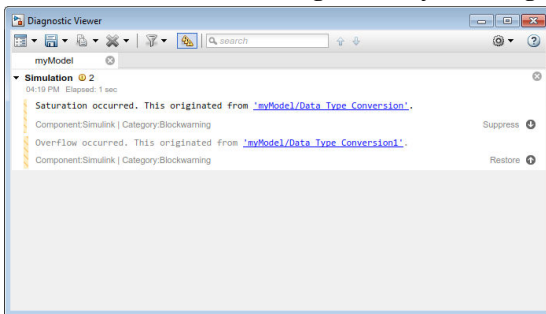 Diagnostic Viewer
search
myModel
Simulation 2
04:19 PM Elapsed: 1 sec
Saturation occurred. This originated from 'myModel/Data Type Conversion'.
Component:Simulink | Category:Blockwarning Suppress
Overflow occurred. This originated from 'myModel/Data Type Conversion1'.
Component:Simulink | Category:Blockwarning Restore